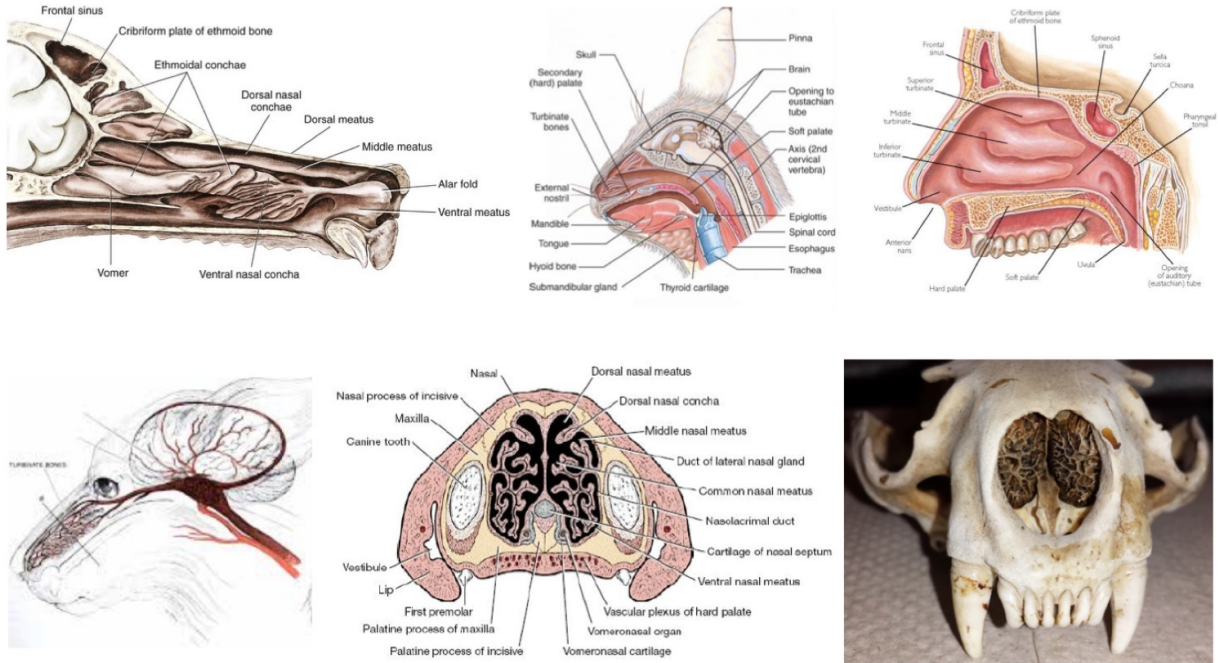 Frontal sinus
Cribriform plate of ethmoid bone
Ethmoidal conchae
Dorsal nasal
conchae
Dorsal meatus
Middle meatus
Alar fold
Ventral meatus
Vomer
Ventral nasal concha
Pinna
Skull
Brain
Secondary
(hard) palate
Opening to
eustachian
tube
Turbinate
bones
Soft palate
Axis (2nd
cervical
vertebra)
External
nostril
Mandible
Epiglottis
Tongue
Spinal cord
Hyoid bone
Esophagus
Submandibular gland
Thyroid cartilage
Trachea
Cribriform plate
of ethmoid bone
Frontal
sinus
Sphenoid
sinus
Sella
turcica
Superior
turbinate
Choana
Middle
turbinate
Pharyngeal
tonsil
Inferior
turbinate
Vestibule
Anterior
naris
Hard palate
Soft palate
Uvula
Opening
of auditory
(eustachian) tube
TURBINATE BONES
Nasal
Dorsal nasal meatus
Nasal process of incisive
Dorsal nasal concha
Maxilla
Middle nasal meatus
Canine tooth
Duct of lateral nasal gland
Common nasal meatus
Nasolacrimal duct
Cartilage of nasal septum
Vestibule
Ventral nasal meatus
Lip
First premolar
Vascular plexus of hard palate
Palatine process of maxilla
Vomeronasal organ
Palatine process of incisive
Vomeronasal cartilage